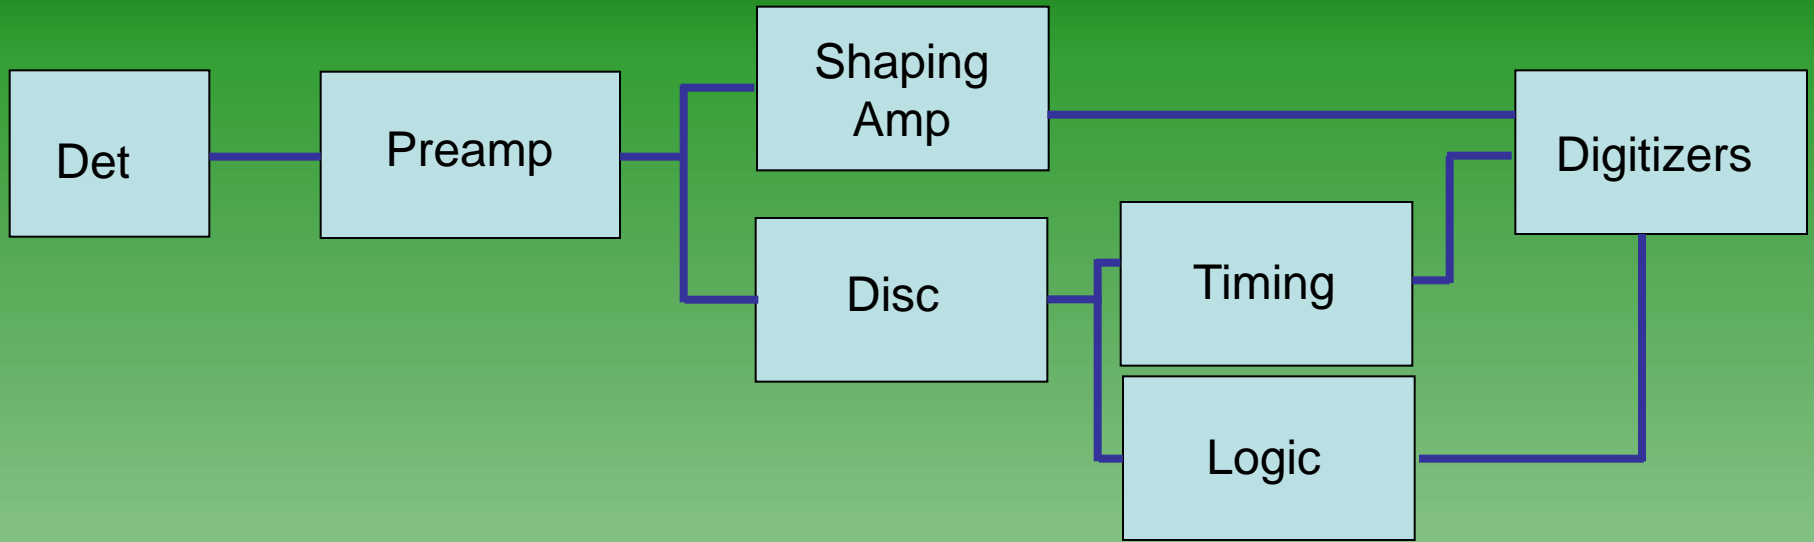 Det
Preamp
Shaping
Amp
Disc
Timing
Logic
Digitizers